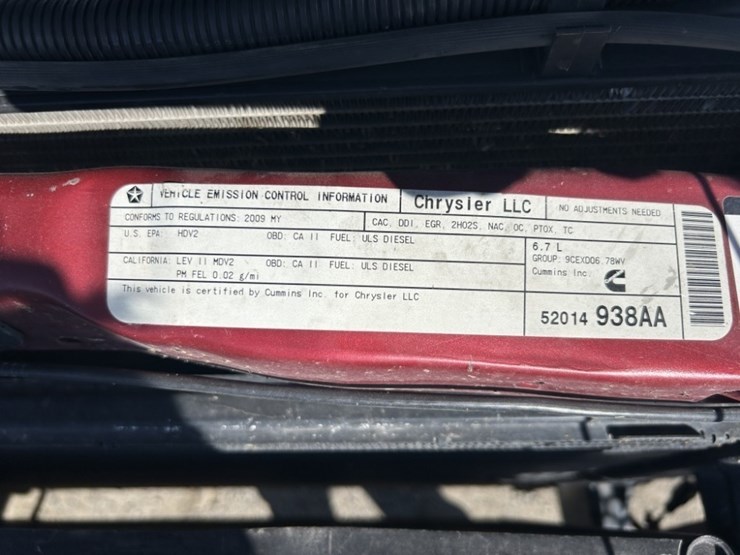 VEHICLE EMISSION CONTROL INFORMATION
Chrysler LLC
NO ADJUSTMENTS NEEDED
CONFORMS TO REGULATIONS: 2009 MY
CAC, DDI, EGR, 2HO2S, NAC, OC, PTOX, TC
U.S. EPA: HDV2 OBD: CA II FUEL: ULS DIESEL
CALIFORNIA: LEV II MDV2 OBD: CA II FUEL: ULS DIESEL
PM FEL 0.02 g/mi
This vehicle is certified by Cummins Inc. for Chrysler LLC
6.7 L
GROUP: 9CEXD06.78WV
Cummins Inc.
52014 938AA